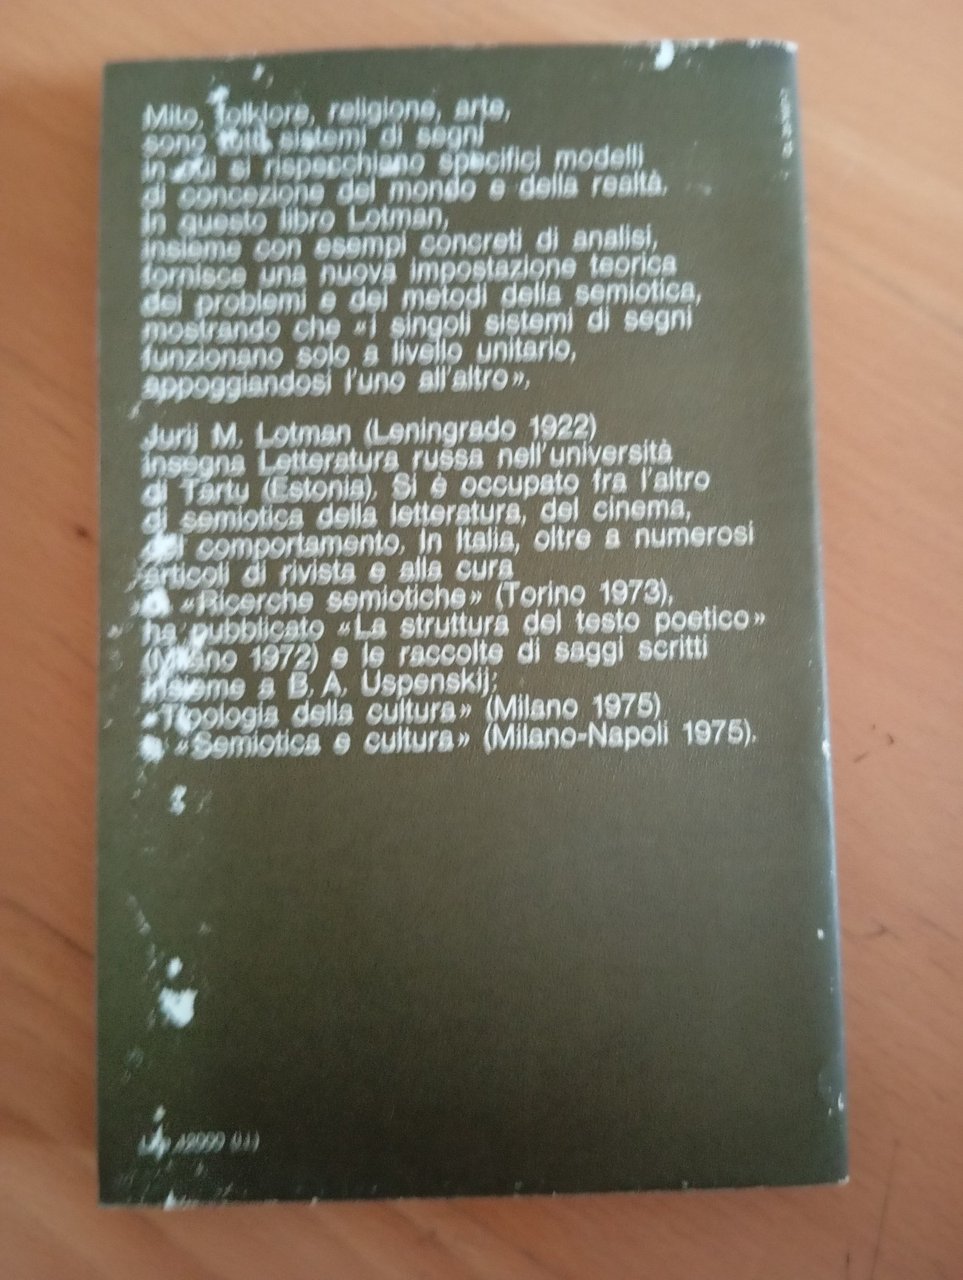 Mito, folklore, religione, arte,
sono tutti sistemi di segni
in cui si rispecchiano specifici modelli
di concezione del mondo e della realtà.
In questo libro Lotman,
insieme con esempi concreti di analisi,
fornisce una nuova impostazione teorica
dei problemi e dei metodi della semiotica,
mostrando che «i singoli sistemi di segni
funzionano solo a livello unitario,
appoggiandosi l'uno all'altro».
Jurij M. Lotman (Leningrado 1922)
insegna Letteratura russa nell'università
di Tartu (Estonia). Si è occupato fra l'altro
di semiotica della letteratura, del cinema,
del comportamento. In Italia, oltre a numerosi
articoli di rivista e alla cura
«Ricerche semiotiche» (Torino 1973),
ha pubblicato «La struttura del testo poetico»
(Milano 1972) e le raccolte di saggi scritti
insieme a B. A. Uspenskij:
«Tipologia della cultura» (Milano 1975)
e «Semiotica e cultura» (Milano-Napoli 1975).